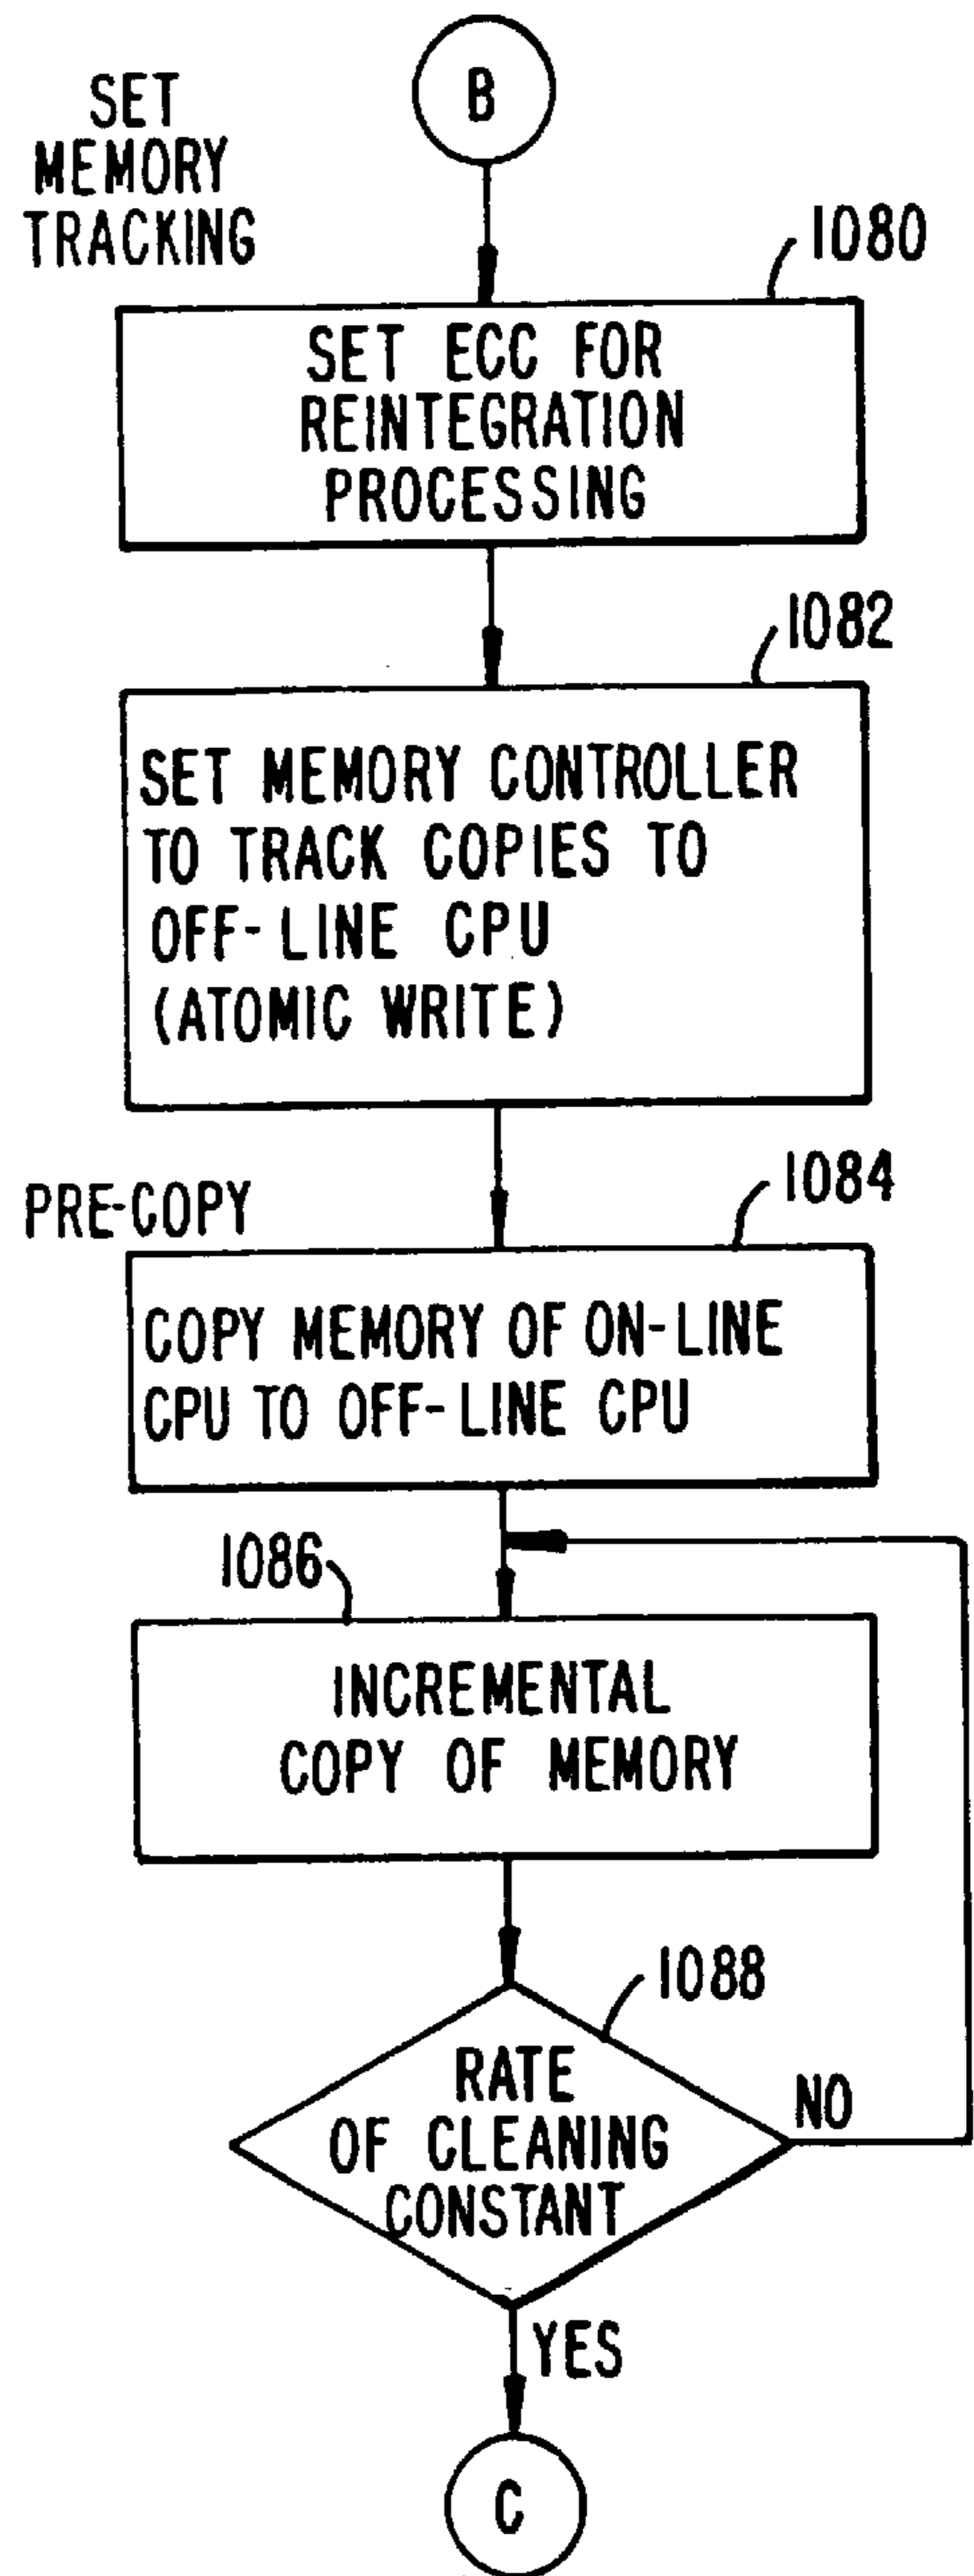 B
SET
MEMORY
TRACKING
1080
SET ECC FOR
REINTEGRATION
PROCESSING
1082
SET MEMORY CONTROLLER
TO TRACK COPIES TO
OFF-LINE CPU
(ATOMIC WRITE)
PRE-COPY
1084
COPY MEMORY OF ON-LINE
CPU TO OFF-LINE CPU
1086
INCREMENTAL
COPY OF MEMORY
1088
RATE
OF CLEANING
CONSTANT
NO
YES
C